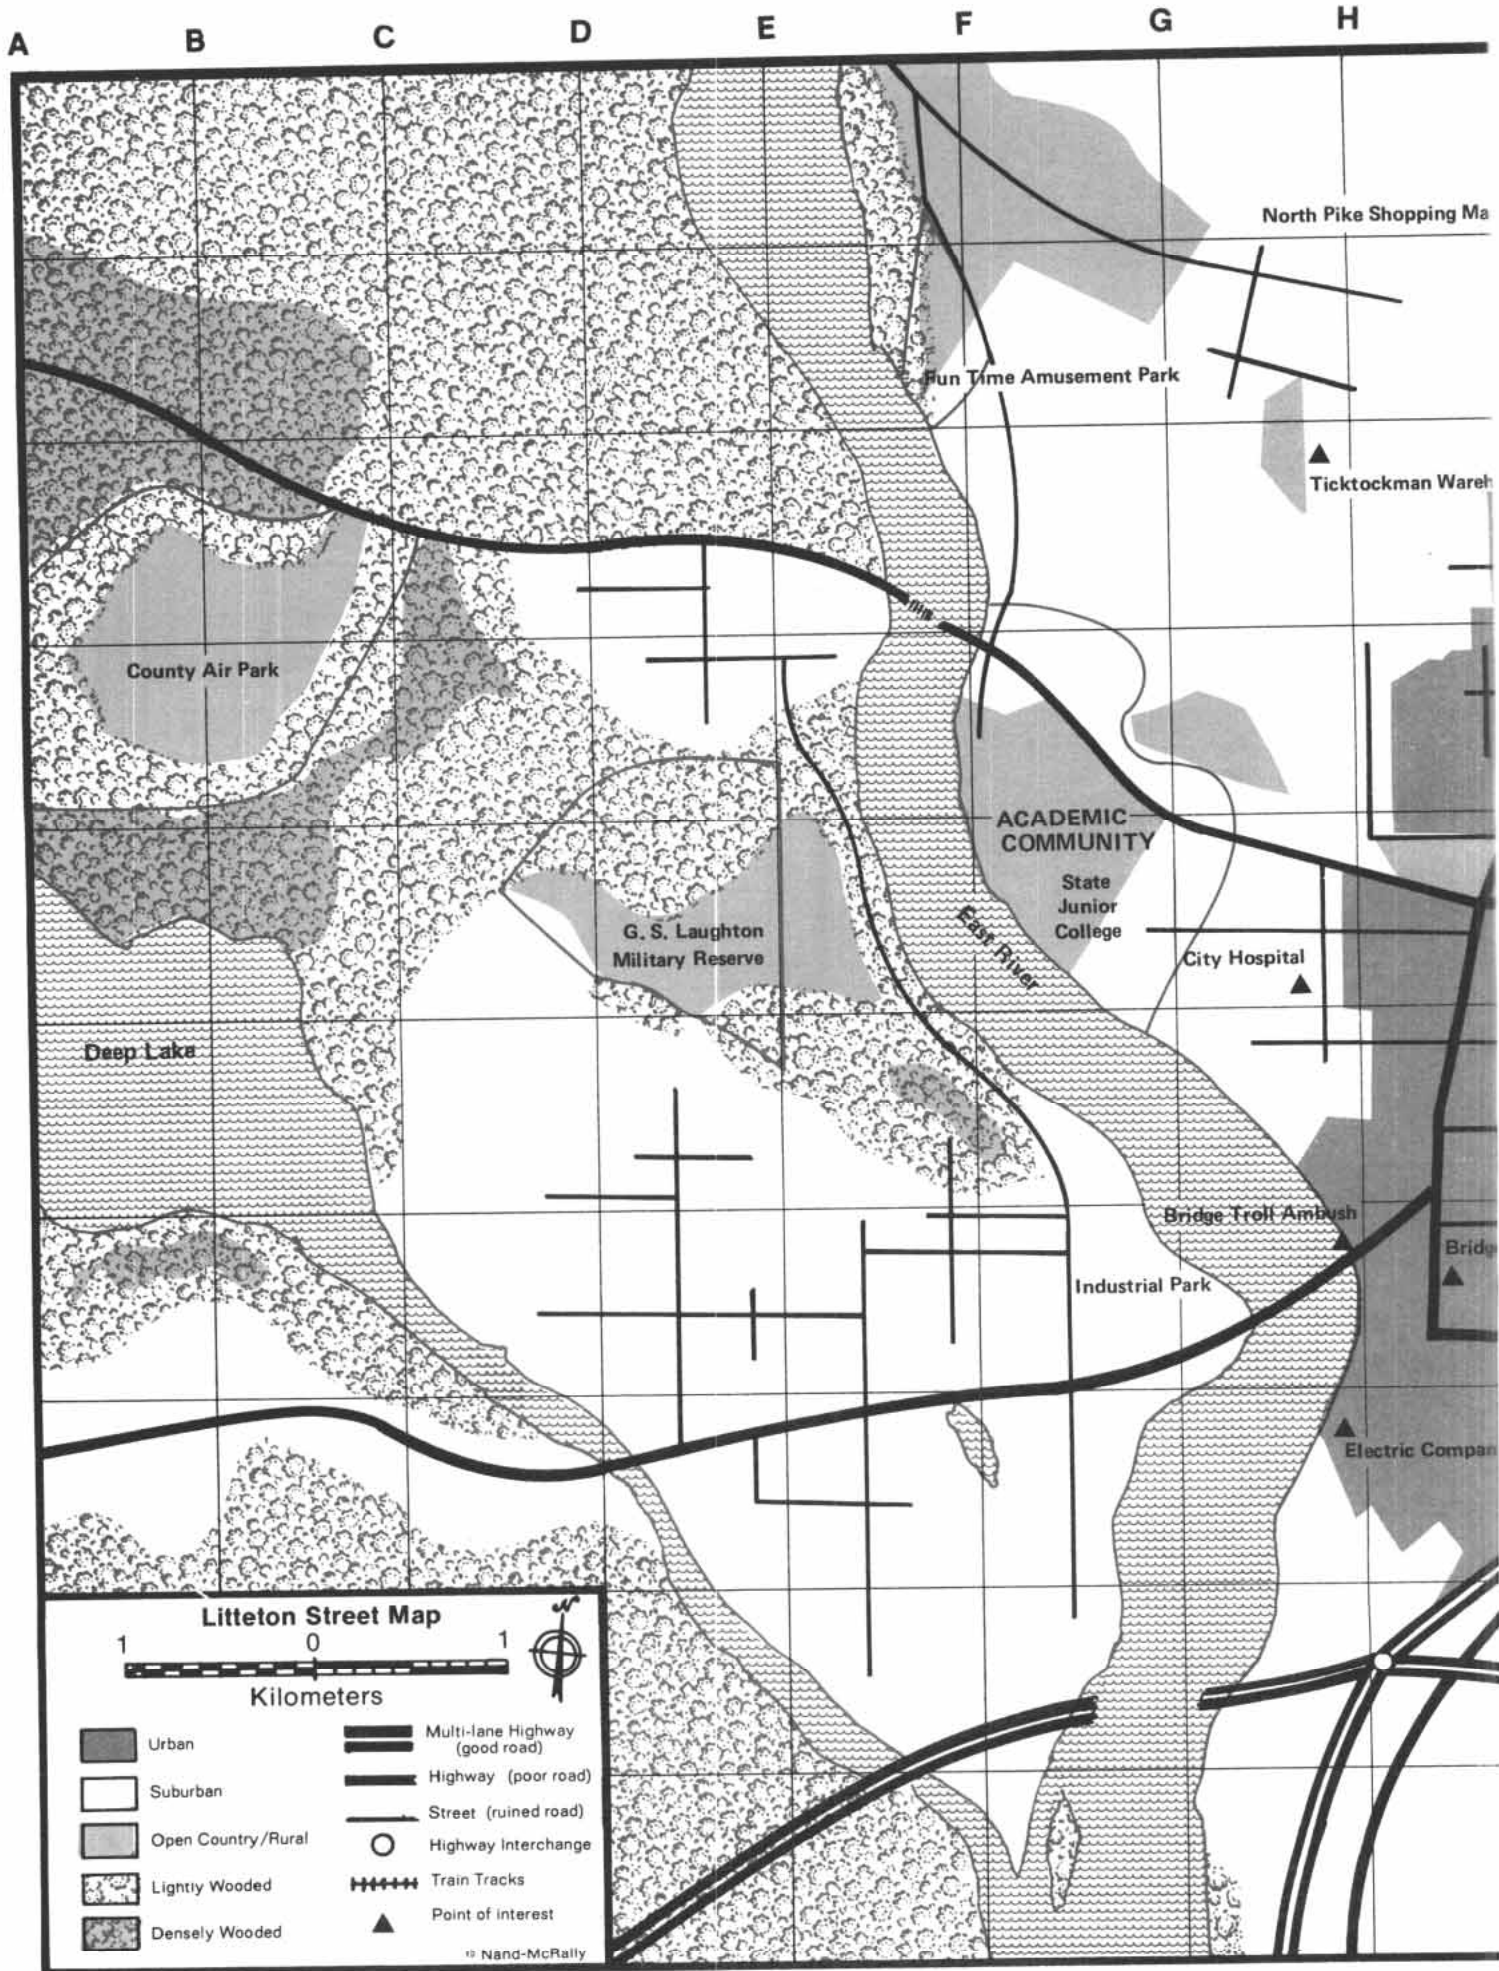 A B C D E F G H
North Pike Shopping Ma
Fun Time Amusement Park
Ticktockman Wareh
County Air Park
ACADEMIC
COMMUNITY
State
Junior
College
G. S. Laughton
Military Reserve
East River
City Hospital
Deep Lake
Bridge Troll Ambush
Bridg
Industrial Park
Electric Compan
Litteton Street Map
1 0 1
Kilometers
N
Urban
Suburban
Open Country/Rural
Lightly Wooded
Densely Wooded
Multi-lane Highway
(good road)
Highway (poor road)
Street (ruined road)
Highway Interchange
Train Tracks
Point of interest
© Nand-McRally